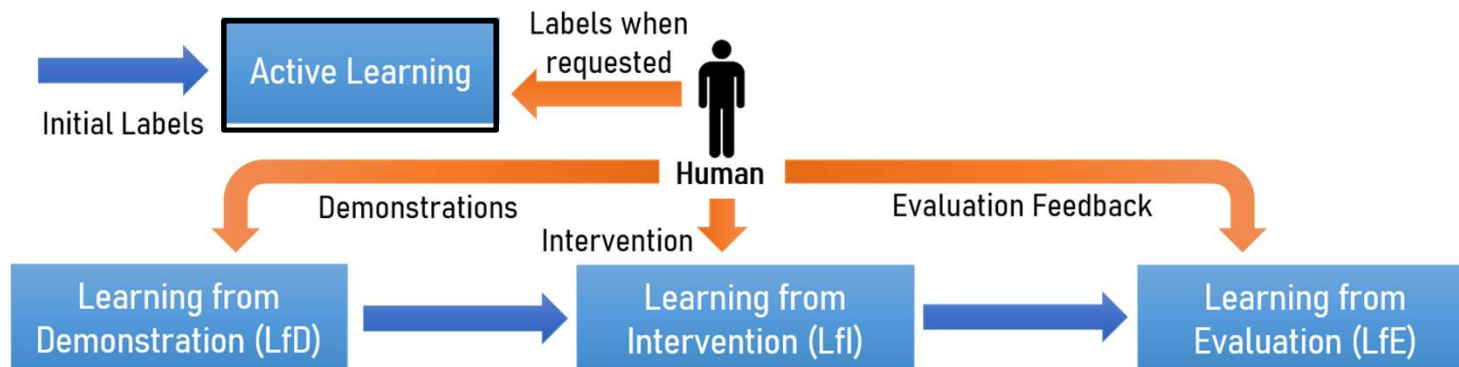 Labels when
requested
Active Learning
Initial Labels
Human
Demonstrations
Evaluation Feedback
Intervention
Learning from
Demonstration (LfD)
Learning from
Intervention (LfI)
Learning from
Evaluation (LfE)